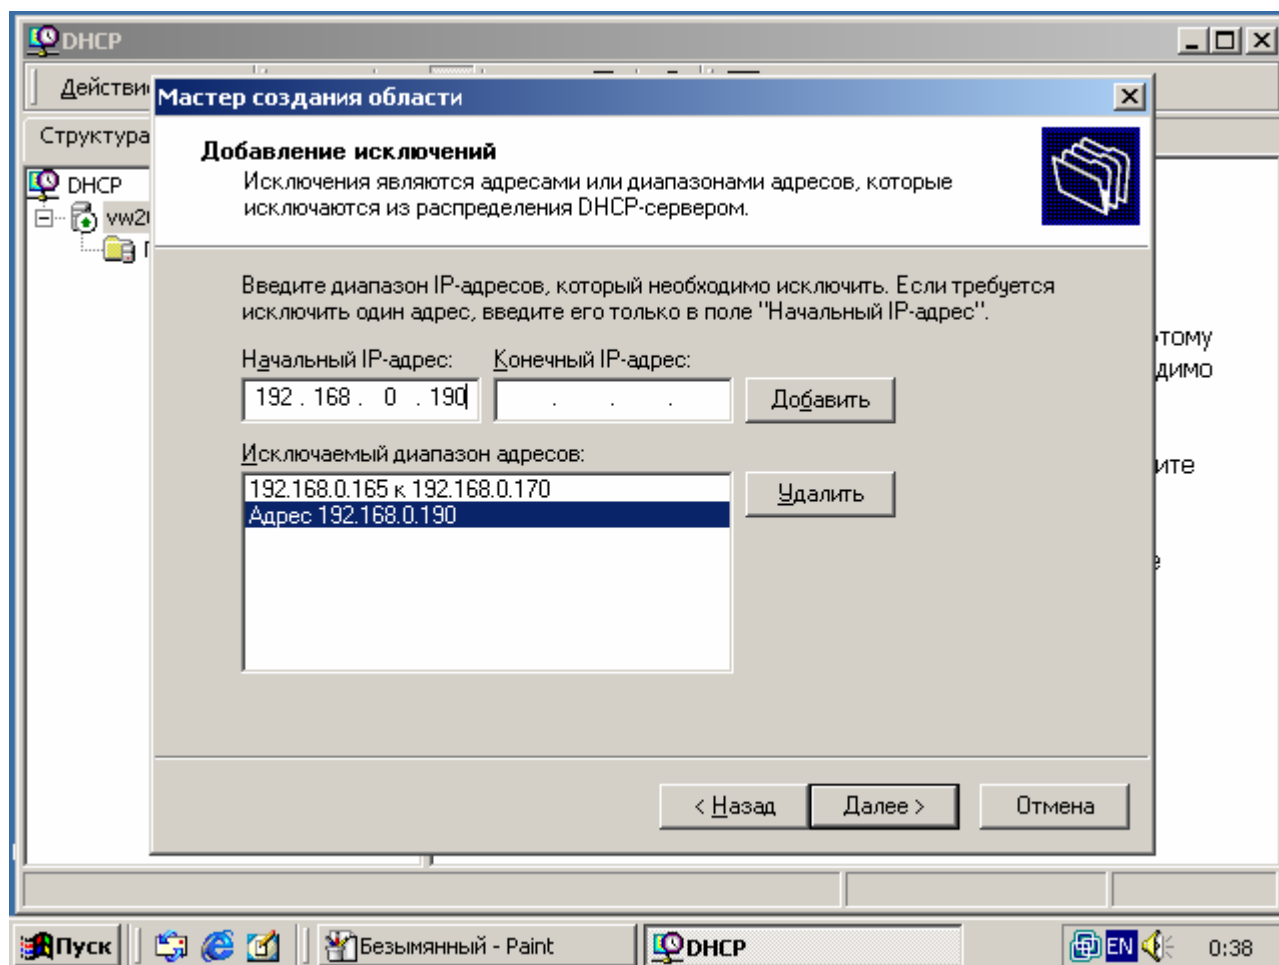 DHCP
Действи
Мастер создания области
Структура
Добавление исключений
Исключения являются адресами или диапазонами адресов, которые
исключаются из распределения DHCP-сервером.
DHCP
vw2
Введите диапазон IP-адресов, который необходимо исключить. Если требуется
исключить один адрес, введите его только в поле "Начальный IP-адрес".
тому
димо
Начальный IP-адрес: Конечный IP-адрес:
192 . 168 . 0 . 190 . . . Добавить
Исключаемый диапазон адресов:
ите
192.168.0.165 к 192.168.0.170
Удалить
Адрес 192.168.0.190
< Назад Далее > Отмена
Пуск Безымянный - Paint DHCP EN 0:38